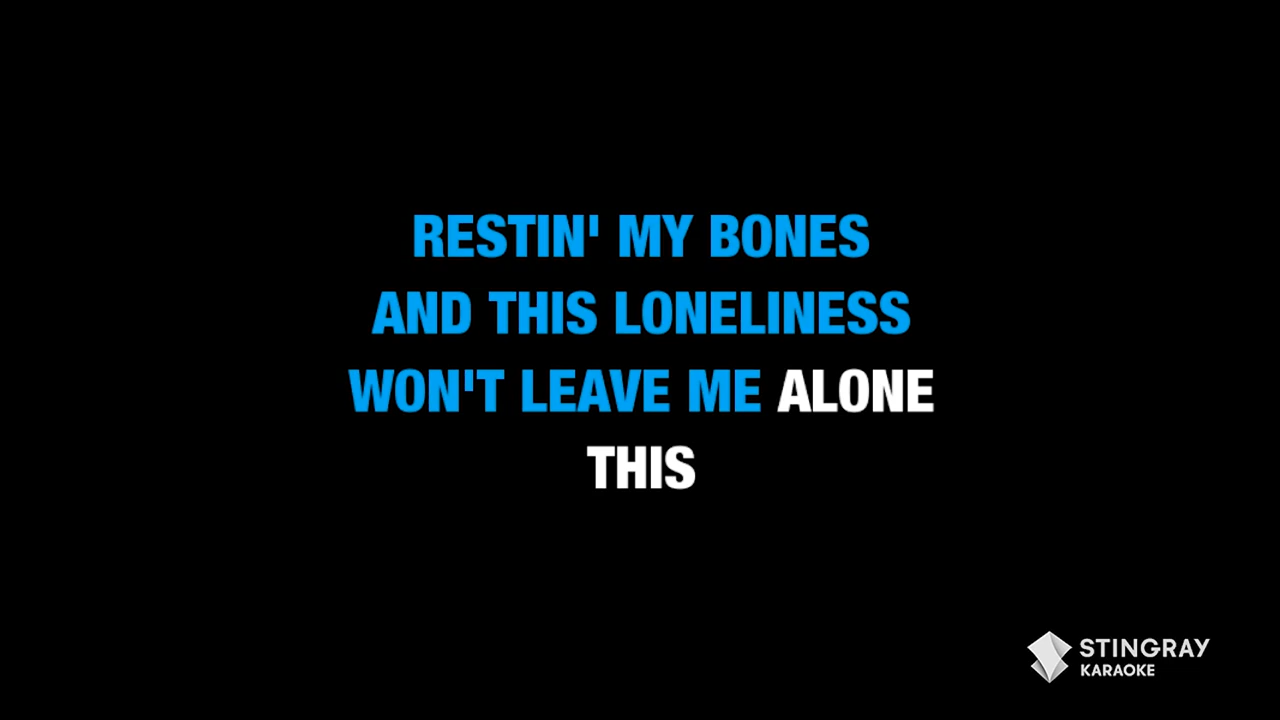 RESTIN' MY BONES
AND THIS LONELINESS
WON'T LEAVE ME ALONE
THIS
STINGRAY
KARAOKE